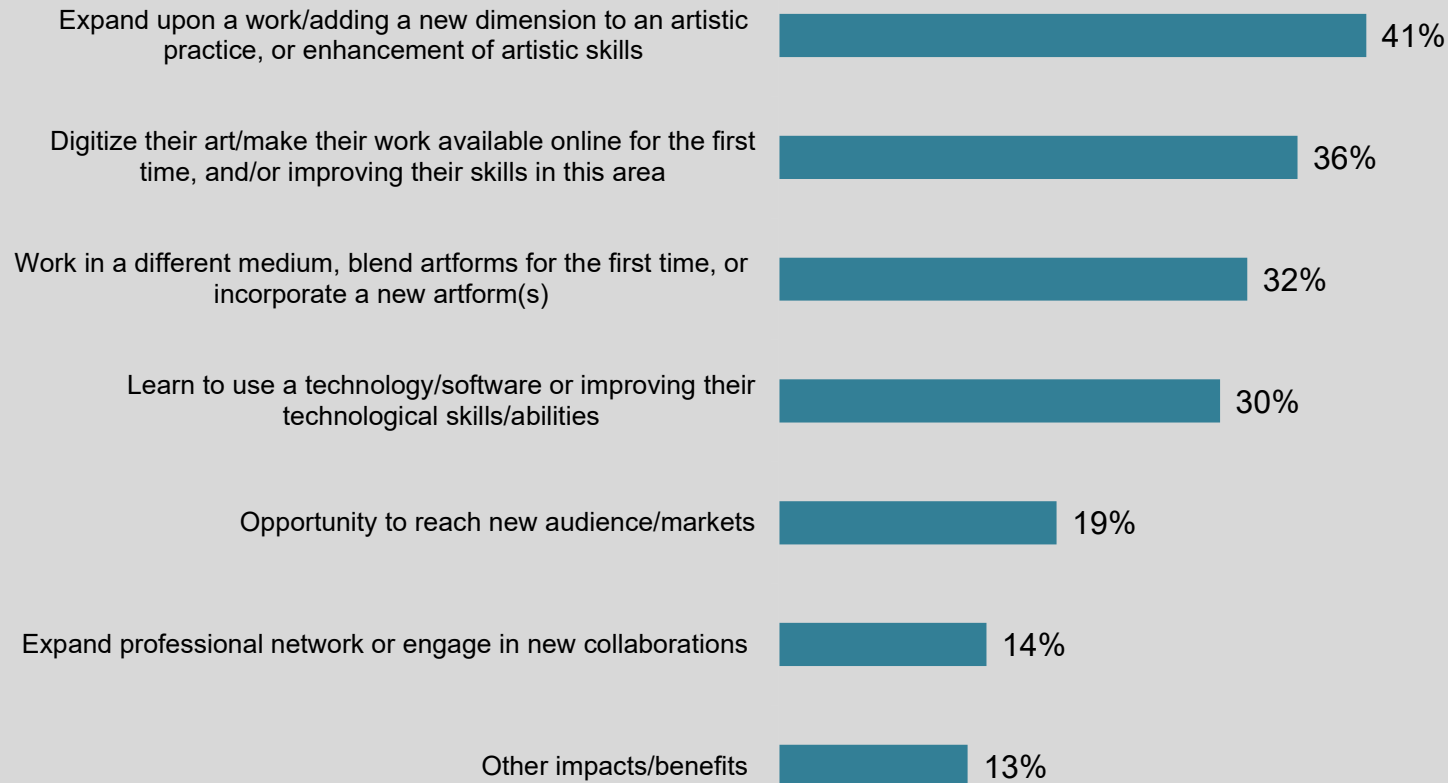 Expand upon a work/adding a new dimension to an artistic
practice, or enhancement of artistic skills
41%
Digitize their art/make their work available online for the first
time, and/or improving their skills in this area
36%
Work in a different medium, blend artforms for the first time, or
incorporate a new artform(s)
32%
Learn to use a technology/software or improving their
technological skills/abilities
30%
Opportunity to reach new audience/markets
19%
Expand professional network or engage in new collaborations
14%
Other impacts/benefits
13%